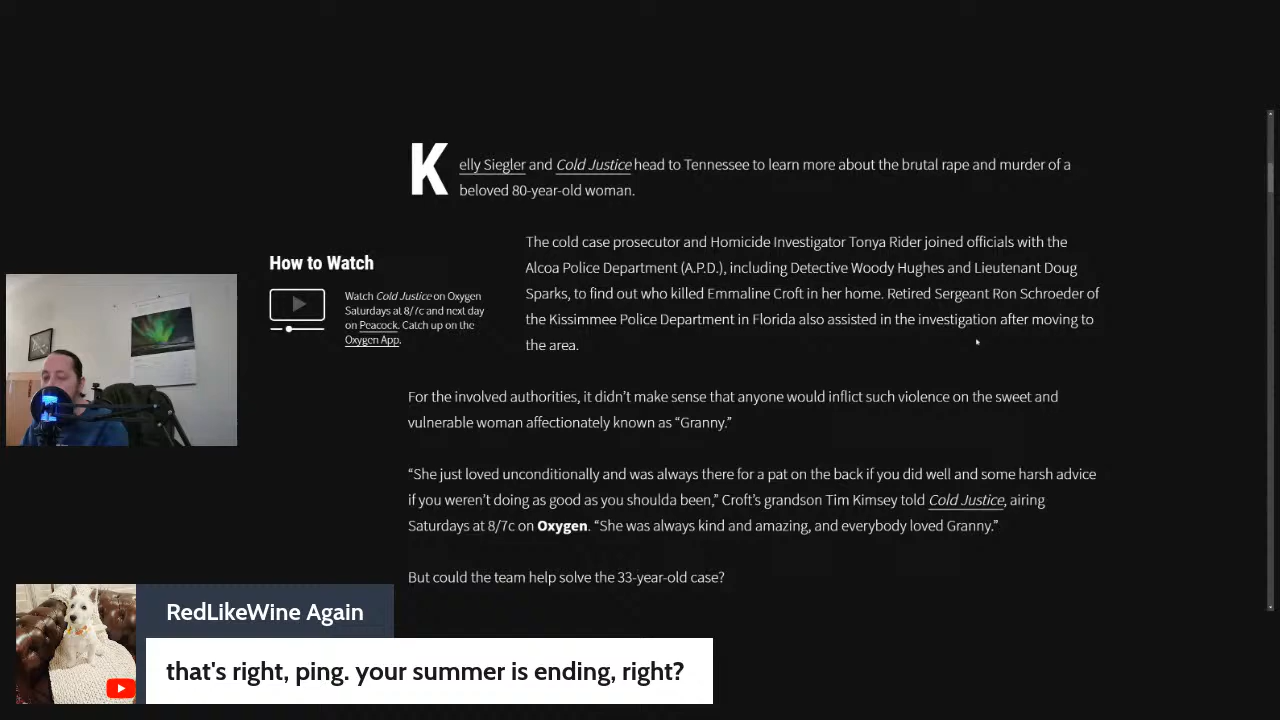 Kelly Siegler and Cold Justice head to Tennessee to learn more about the brutal rape and murder of a
beloved 80-year-old woman.
The cold case prosecutor and Homicide Investigator Tonya Rider joined officials with the
Alcoa Police Department (A.P.D.), including Detective Woody Hughes and Lieutenant Doug
Sparks, to find out who killed Emmaline Croft in her home. Retired Sergeant Ron Schroeder of
the Kissimmee Police Department in Florida also assisted in the investigation after moving to
the area.
How to Watch
Watch Cold Justice on Oxygen
Saturdays at 8/7c and next day
on Peacock. Catch up on the
Oxygen App.
For the involved authorities, it didn’t make sense that anyone would inflict such violence on the sweet and
vulnerable woman affectionately known as “Granny.”
“She just loved unconditionally and was always there for a pat on the back if you did well and some harsh advice
if you weren’t doing as good as you shoulda been,” Croft’s grandson Tim Kimsey told Cold Justice, airing
Saturdays at 8/7c on Oxygen. “She was always kind and amazing, and everybody loved Granny.”
But could the team help solve the 33-year-old case?
RedLikeWine Again
that's right, ping. your summer is ending, right?